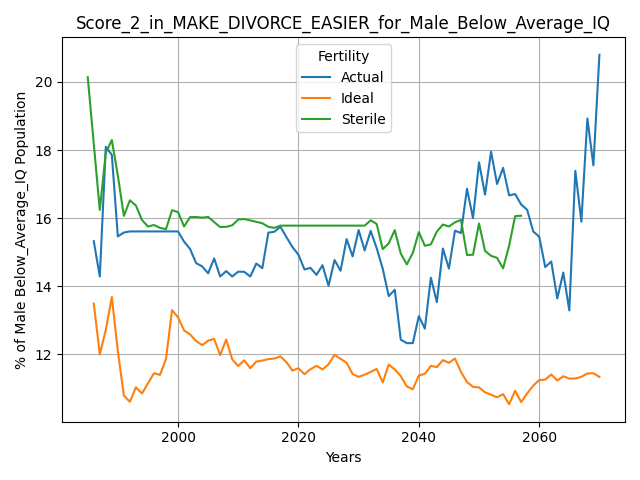 Score_2_in_MAKE_DIVORCE_EASIER_for_Male_Below_Average_IQ
Fertility
Actual
Ideal
Sterile
% of Male Below_Average_IQ Population
20
18
16
14
12
2000 2020 2040 2060
Years